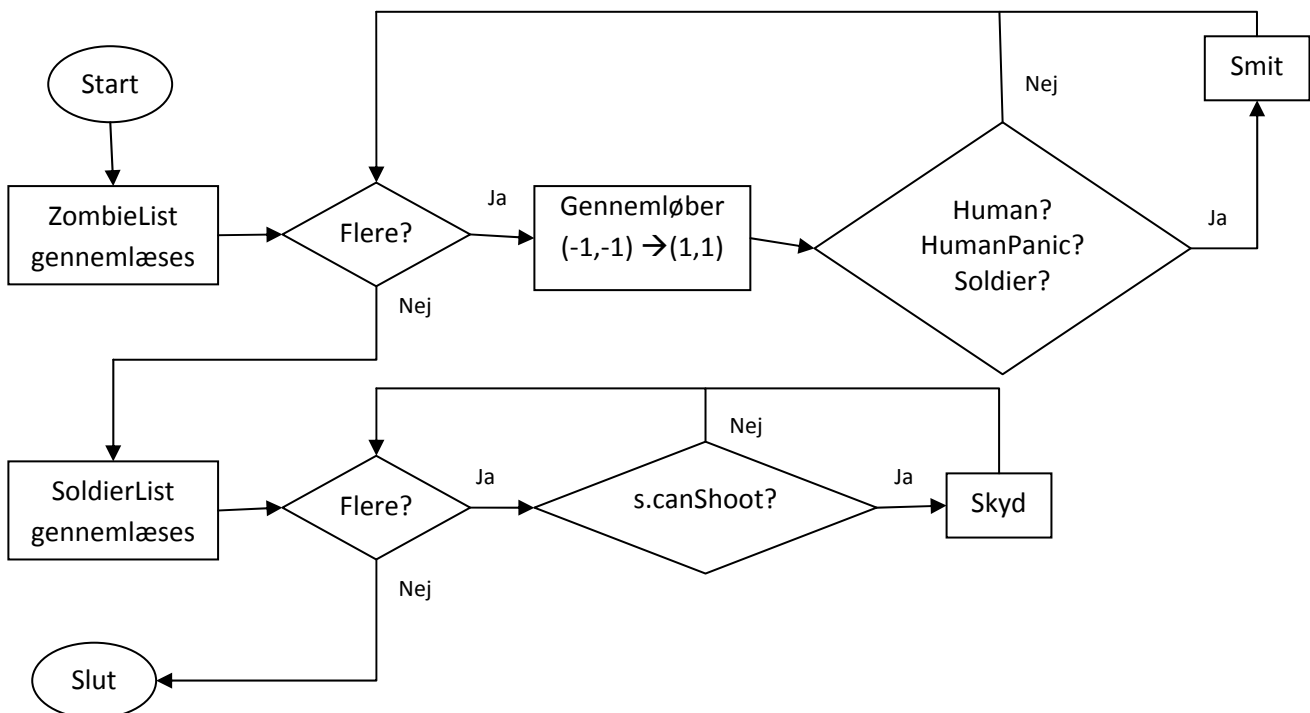 Start
ZombieList
gennemlæses
Flere?
Ja
Nej
Gennemløber
(-1,-1) →(1,1)
Human?
HumanPanic?
Soldier?
Nej
Ja
Smit
SoldierList
gennemlæses
Flere?
Ja
Nej
s.canShoot?
Nej
Ja
Skyd
Slut